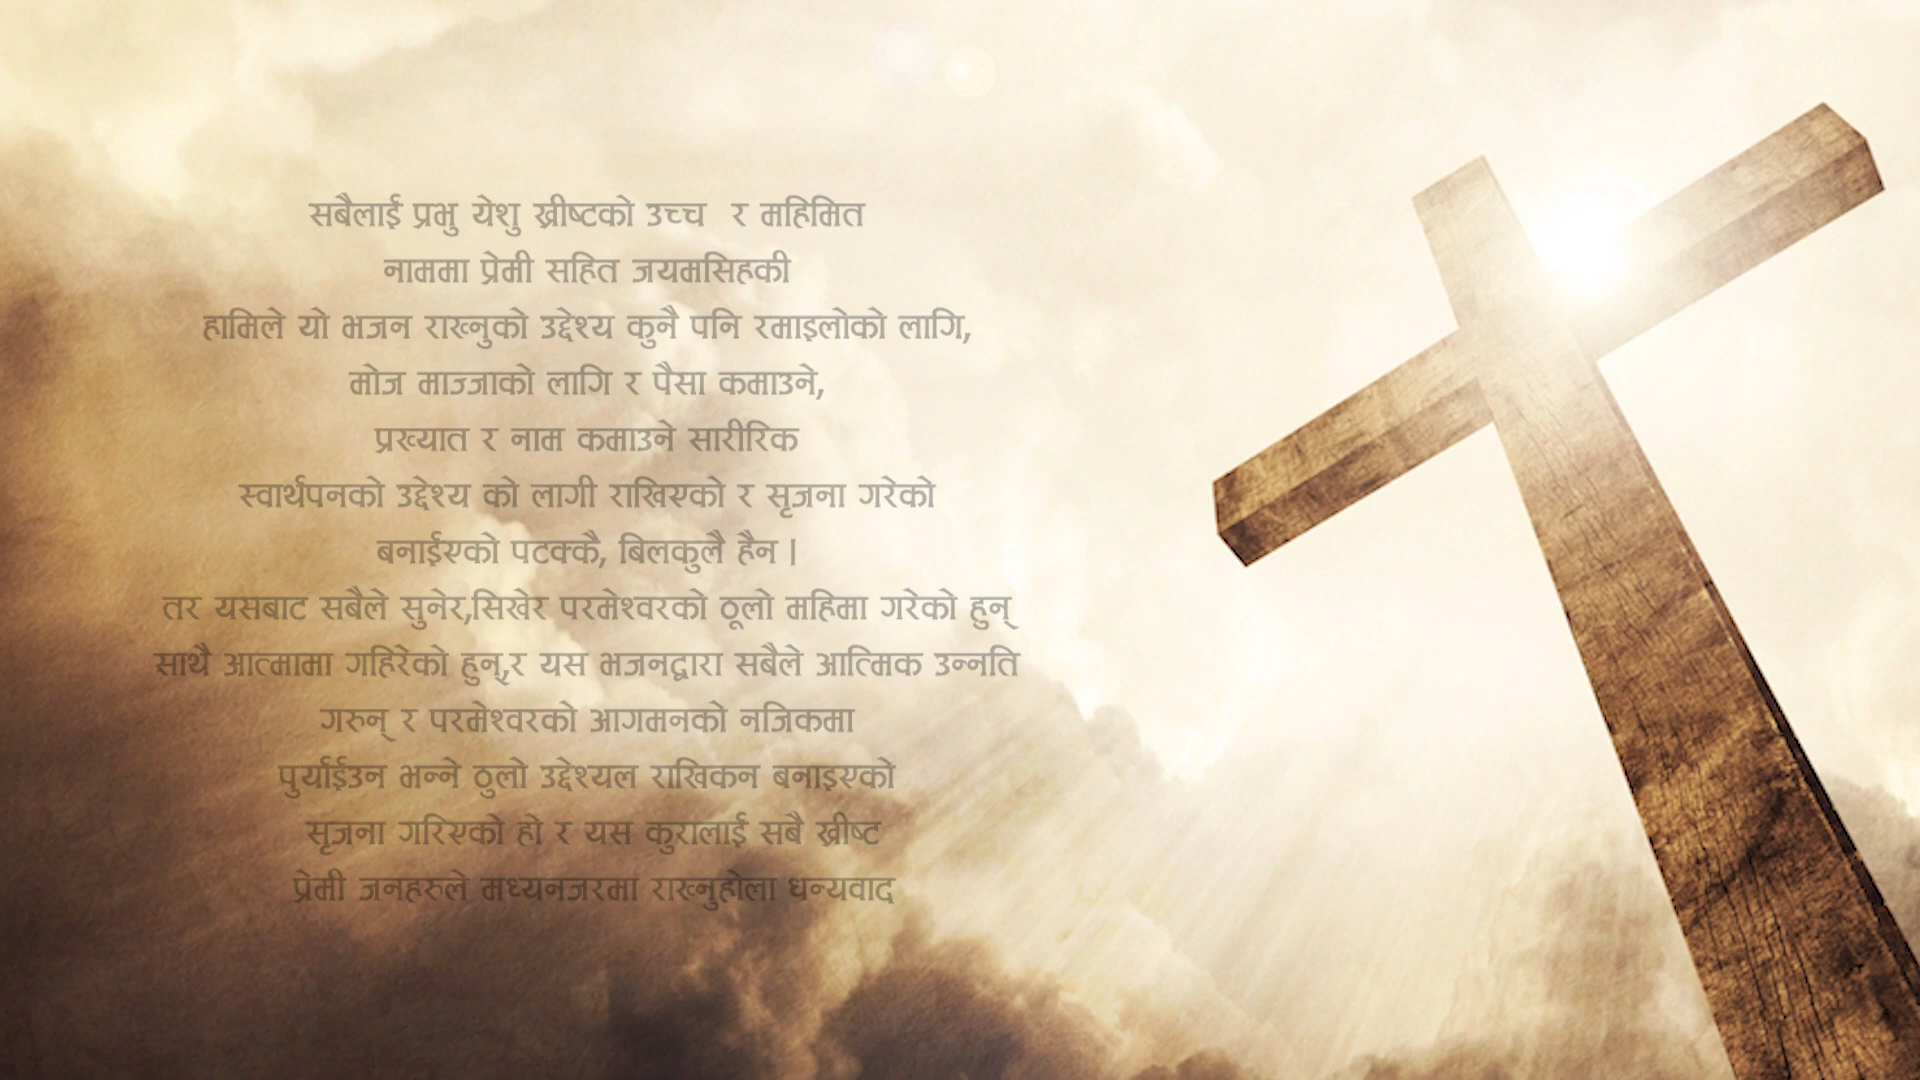 सबैलाई प्रभु येशु ख्रीष्टको उच्च र महिमित
नाममा प्रेमी सहित जयमसिहकी
हामिले यो भजन राख्नुको उद्देश्य कुनै पनि रमाइलोको लागि,
मोज माज्जाको लागि र पैसा कमाउने,
प्रख्यात र नाम कमाउने सारीरिक
स्वार्थपनको उद्देश्य को लागी राखिएको र सृजना गरेको
बनाईएको पटक्कै, बिलकुलै हैन |
तर यसबाट सबैले सुनेर,सिखेर परमेश्वरको ठूलो महिमा गरेको हुन्
साथै आत्मामा गहिरेको हुन्,र यस भजनद्वारा सबैले आत्मिक उन्नति
गरुन् र परमेश्वरको आगमनको नजिकमा
पुर्याईउन भन्ने ठुलो उद्देश्यल राखिकन बनाइएको
सृजना गरिएको हो र यस कुरालाई सबै ख्रीष्ट
प्रेमी जनहरुले मध्यनजरमा राख्नुहोला धन्यवाद